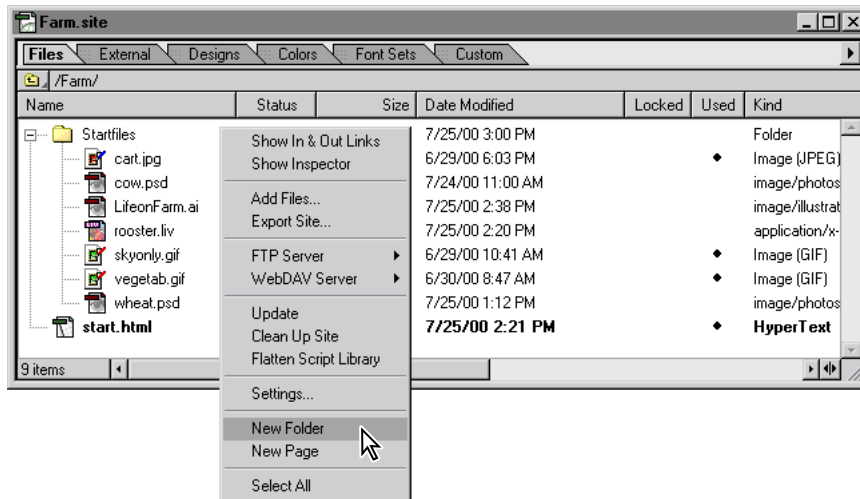 Farm.site
Files External Designs Colors Font Sets Custom
/Farm/
Name Status Size Date Modified Locked Used Kind
Startfiles 7/25/00 3:00 PM Folder
cart.jpg 6/29/00 6:03 PM Image (JPEG)
cow.psd 7/24/00 11:00 AM image/photos
LifeonFarm.ai 7/25/00 2:38 PM image/illustrat
rooster.liv 7/25/00 2:20 PM application/x-
skyonly.gif 6/29/00 10:41 AM Image (GIF)
vegetab.gif 6/30/00 8:47 AM Image (GIF)
wheat.psd 7/25/00 1:12 PM image/photos
start.html 7/25/00 2:21 PM HyperText
9 items
Show In & Out Links
Show Inspector
Add Files...
Export Site...
FTP Server
WebDAV Server
Update
Clean Up Site
Flatten Script Library
Settings...
New Folder
New Page
Select All